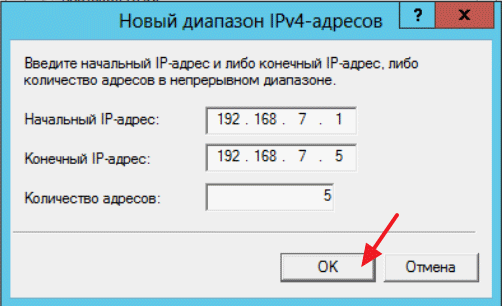 Новый диапазон IPv4-адресов
? x
Введите начальный IP-адрес и либо конечный IP-адрес, либо
количество адресов в непрерывном диапазоне.
Начальный IP-адрес: 192 . 168 . 7 . 1
Конечный IP-адрес: 192 . 168 . 7 . 5
Количество адресов: 5
OK Отмена